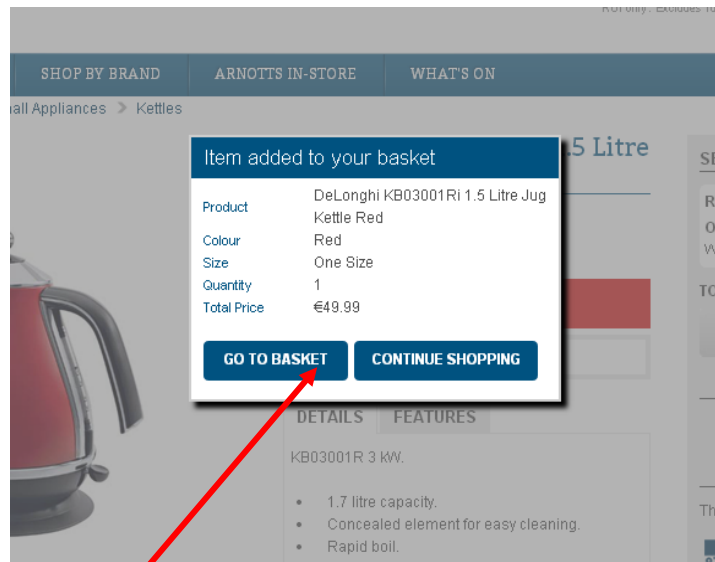 ROI only. Excludes
SHOP BY BRAND ARNOTTS IN-STORE WHAT'S ON
Appliances > Kettles
.5 Litre
Item added to your basket
Product DeLonghi KB03001Ri 1.5 Litre Jug
Kettle Red
Colour Red
Size One Size
Quantity 1
Total Price €49.99
GO TO BASKET CONTINUE SHOPPING
DETAILS FEATURES
KB03001R 3 kW.
• 1.7 litre capacity.
• Concealed element for easy cleaning.
• Rapid boil.